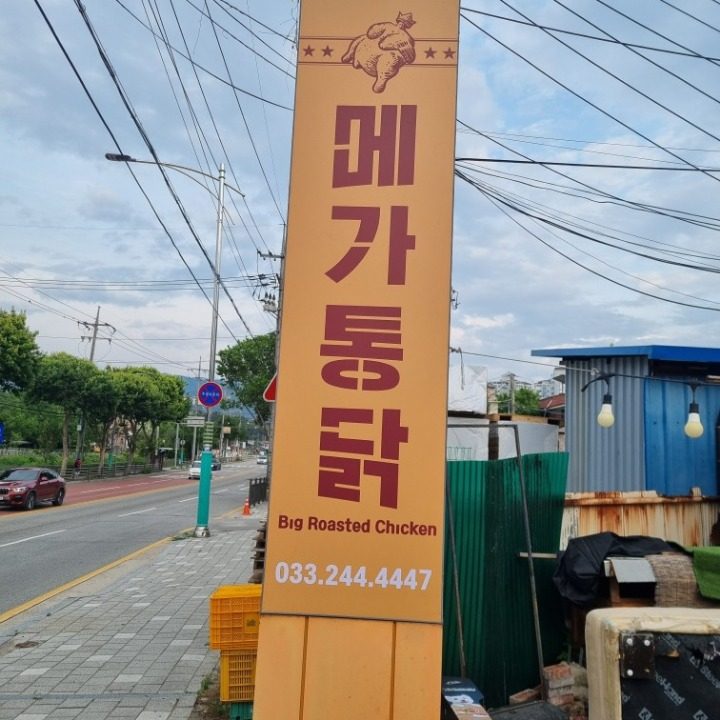 메가통닭
Big Roasted Chicken
033.244.4447